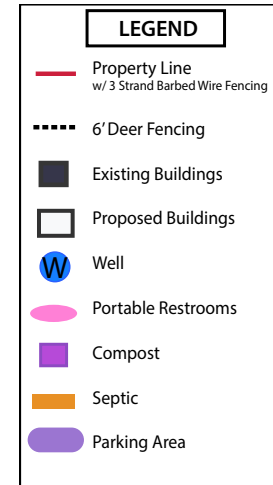 LEGEND
Property Line
w/ 3 Strand Barbed Wire Fencing
6' Deer Fencing
Existing Buildings
Proposed Buildings
W Well
Portable Restrooms
Compost
Septic
Parking Area